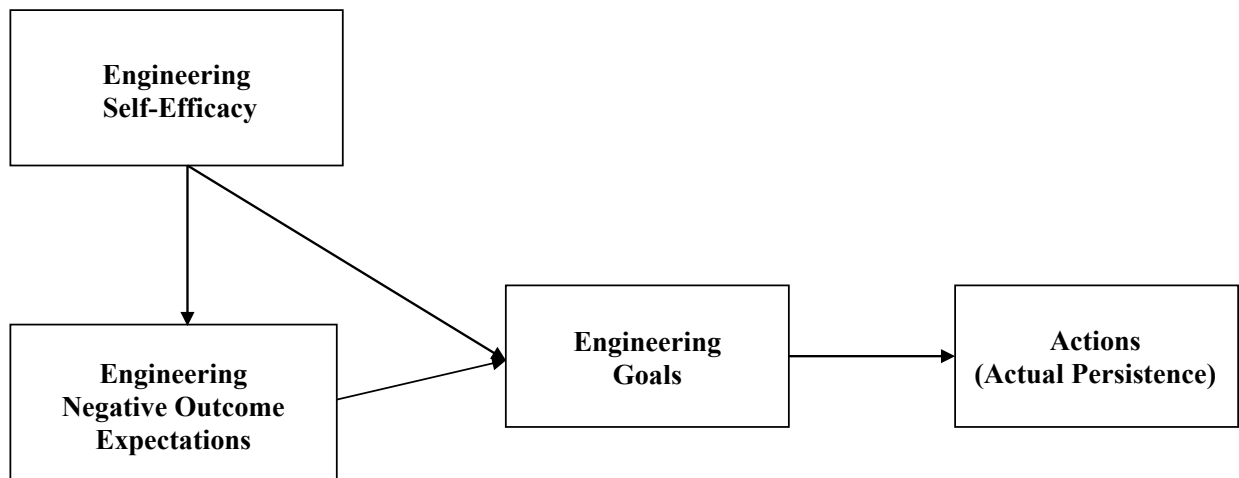 Engineering
Self-Efficacy
Engineering
Negative Outcome
Expectations
Engineering
Goals
Actions
(Actual Persistence)